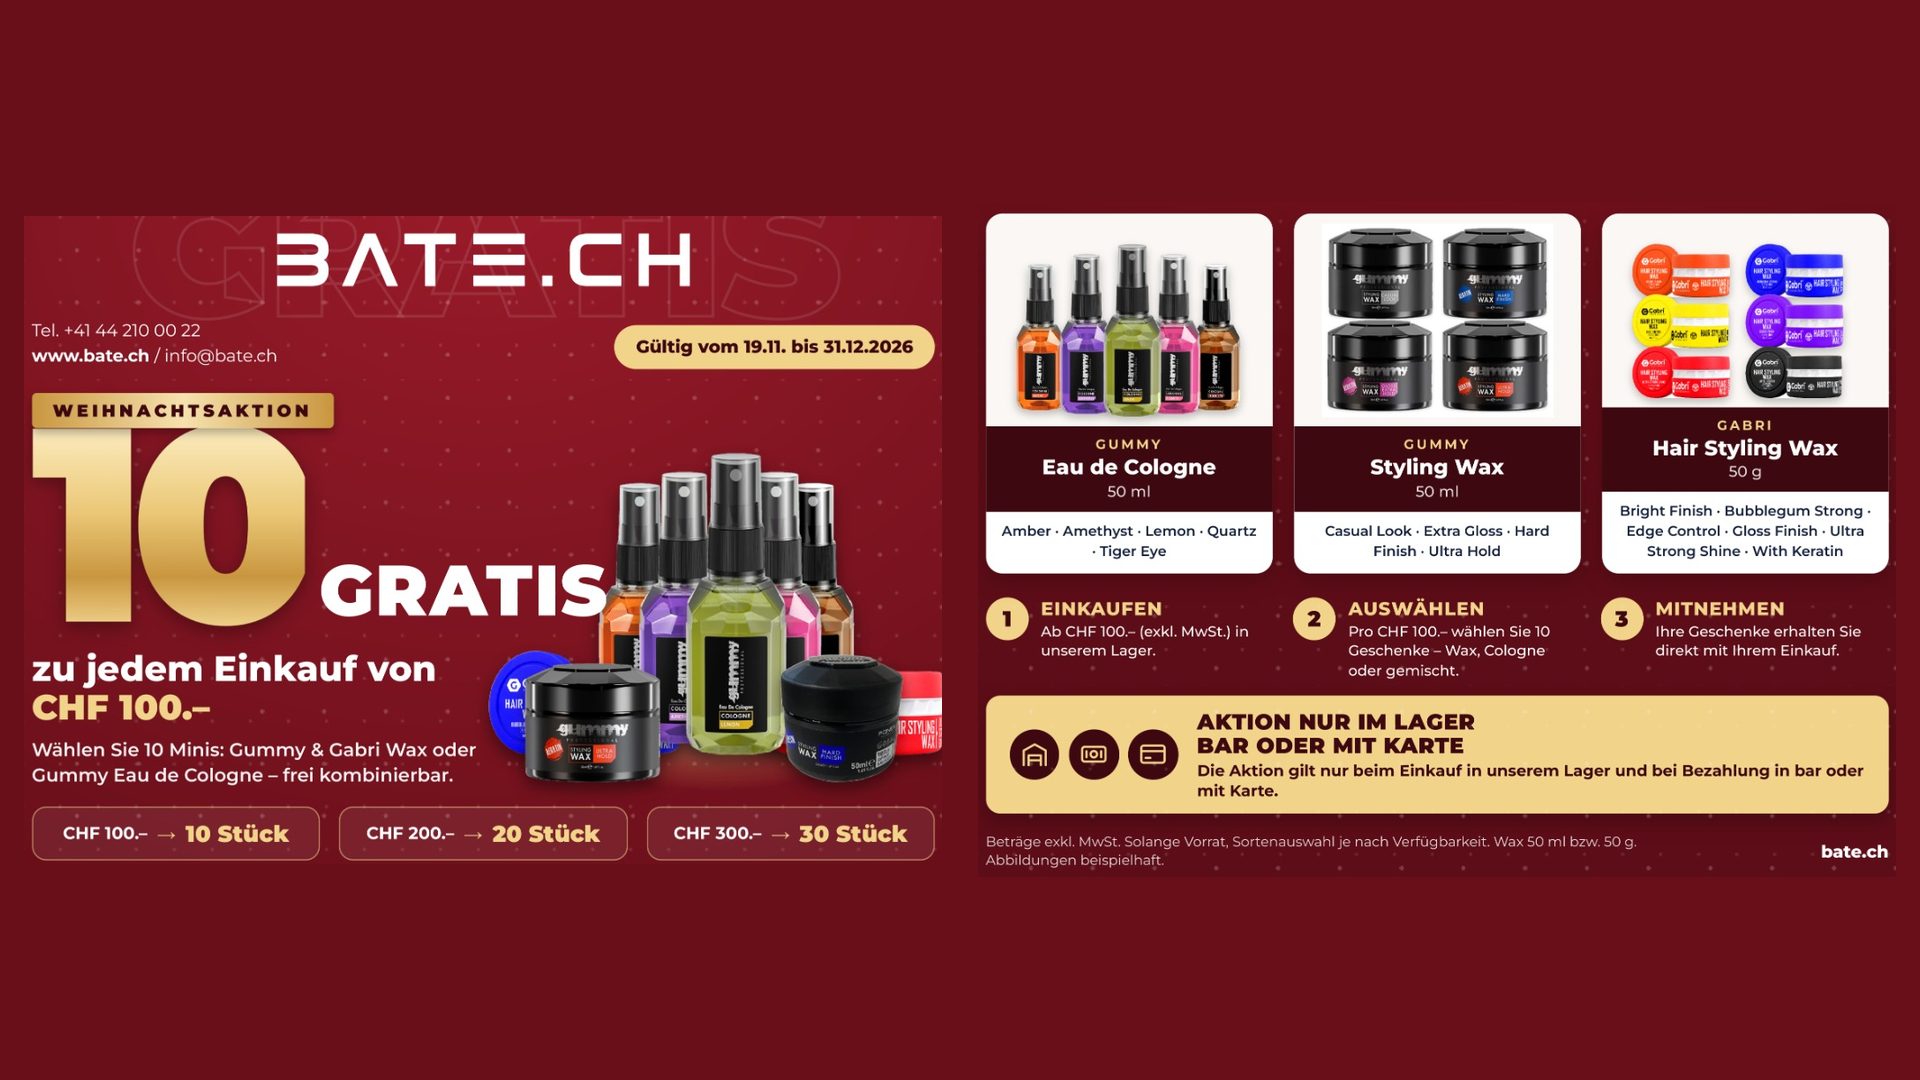 GRATIS
BATE.CH
Tel. +41 44 210 00 22
www.bate.ch / info@bate.ch
Gültig vom 19.11. bis 31.12.2026
WEIHNACHTSAKTION
10 GRATIS
zu jedem Einkauf von
CHF 100.–
Wählen Sie 10 Minis: Gummy & Gabri Wax oder
Gummy Eau de Cologne – frei kombinierbar.
CHF 100.– → 10 Stück
CHF 200.– → 20 Stück
CHF 300.– → 30 Stück
GUMMY
Eau de Cologne
50 ml
Amber · Amethyst · Lemon · Quartz
· Tiger Eye
GUMMY
Styling Wax
50 ml
Casual Look · Extra Gloss · Hard
Finish · Ultra Hold
GABRI
Hair Styling Wax
50 g
Bright Finish · Bubblegum Strong ·
Edge Control · Gloss Finish · Ultra
Strong Shine · With Keratin
1 EINKAUFEN
Ab CHF 100.– (exkl. MwSt.) in
unserem Lager.
2 AUSWÄHLEN
Pro CHF 100.– wählen Sie 10
Geschenke – Wax, Cologne
oder gemischt.
3 MITNEHMEN
Ihre Geschenke erhalten Sie
direkt mit Ihrem Einkauf.
AKTION NUR IM LAGER
BAR ODER MIT KARTE
Die Aktion gilt nur beim Einkauf in unserem Lager und bei Bezahlung in bar oder
mit Karte.
Beträge exkl. MwSt. Solange Vorrat, Sortenauswahl je nach Verfügbarkeit. Wax 50 ml bzw. 50 g.
Abbildungen beispielhaft.
bate.ch